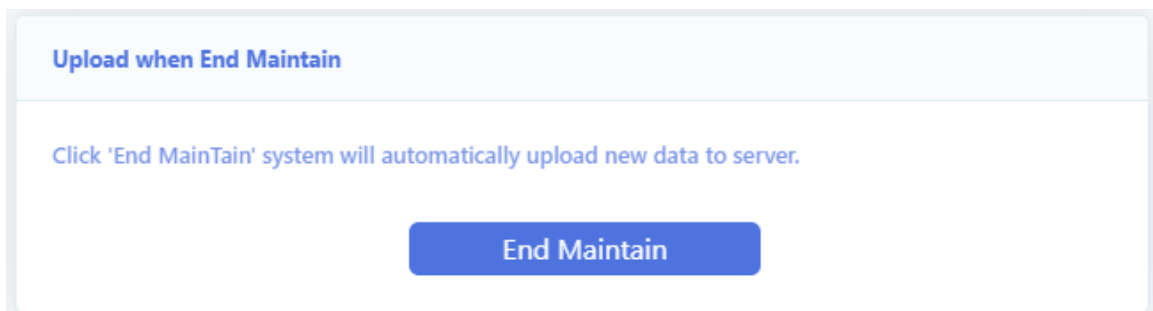 Upload when End Maintain
Click 'End MainTain' system will automatically upload new data to server.
End Maintain